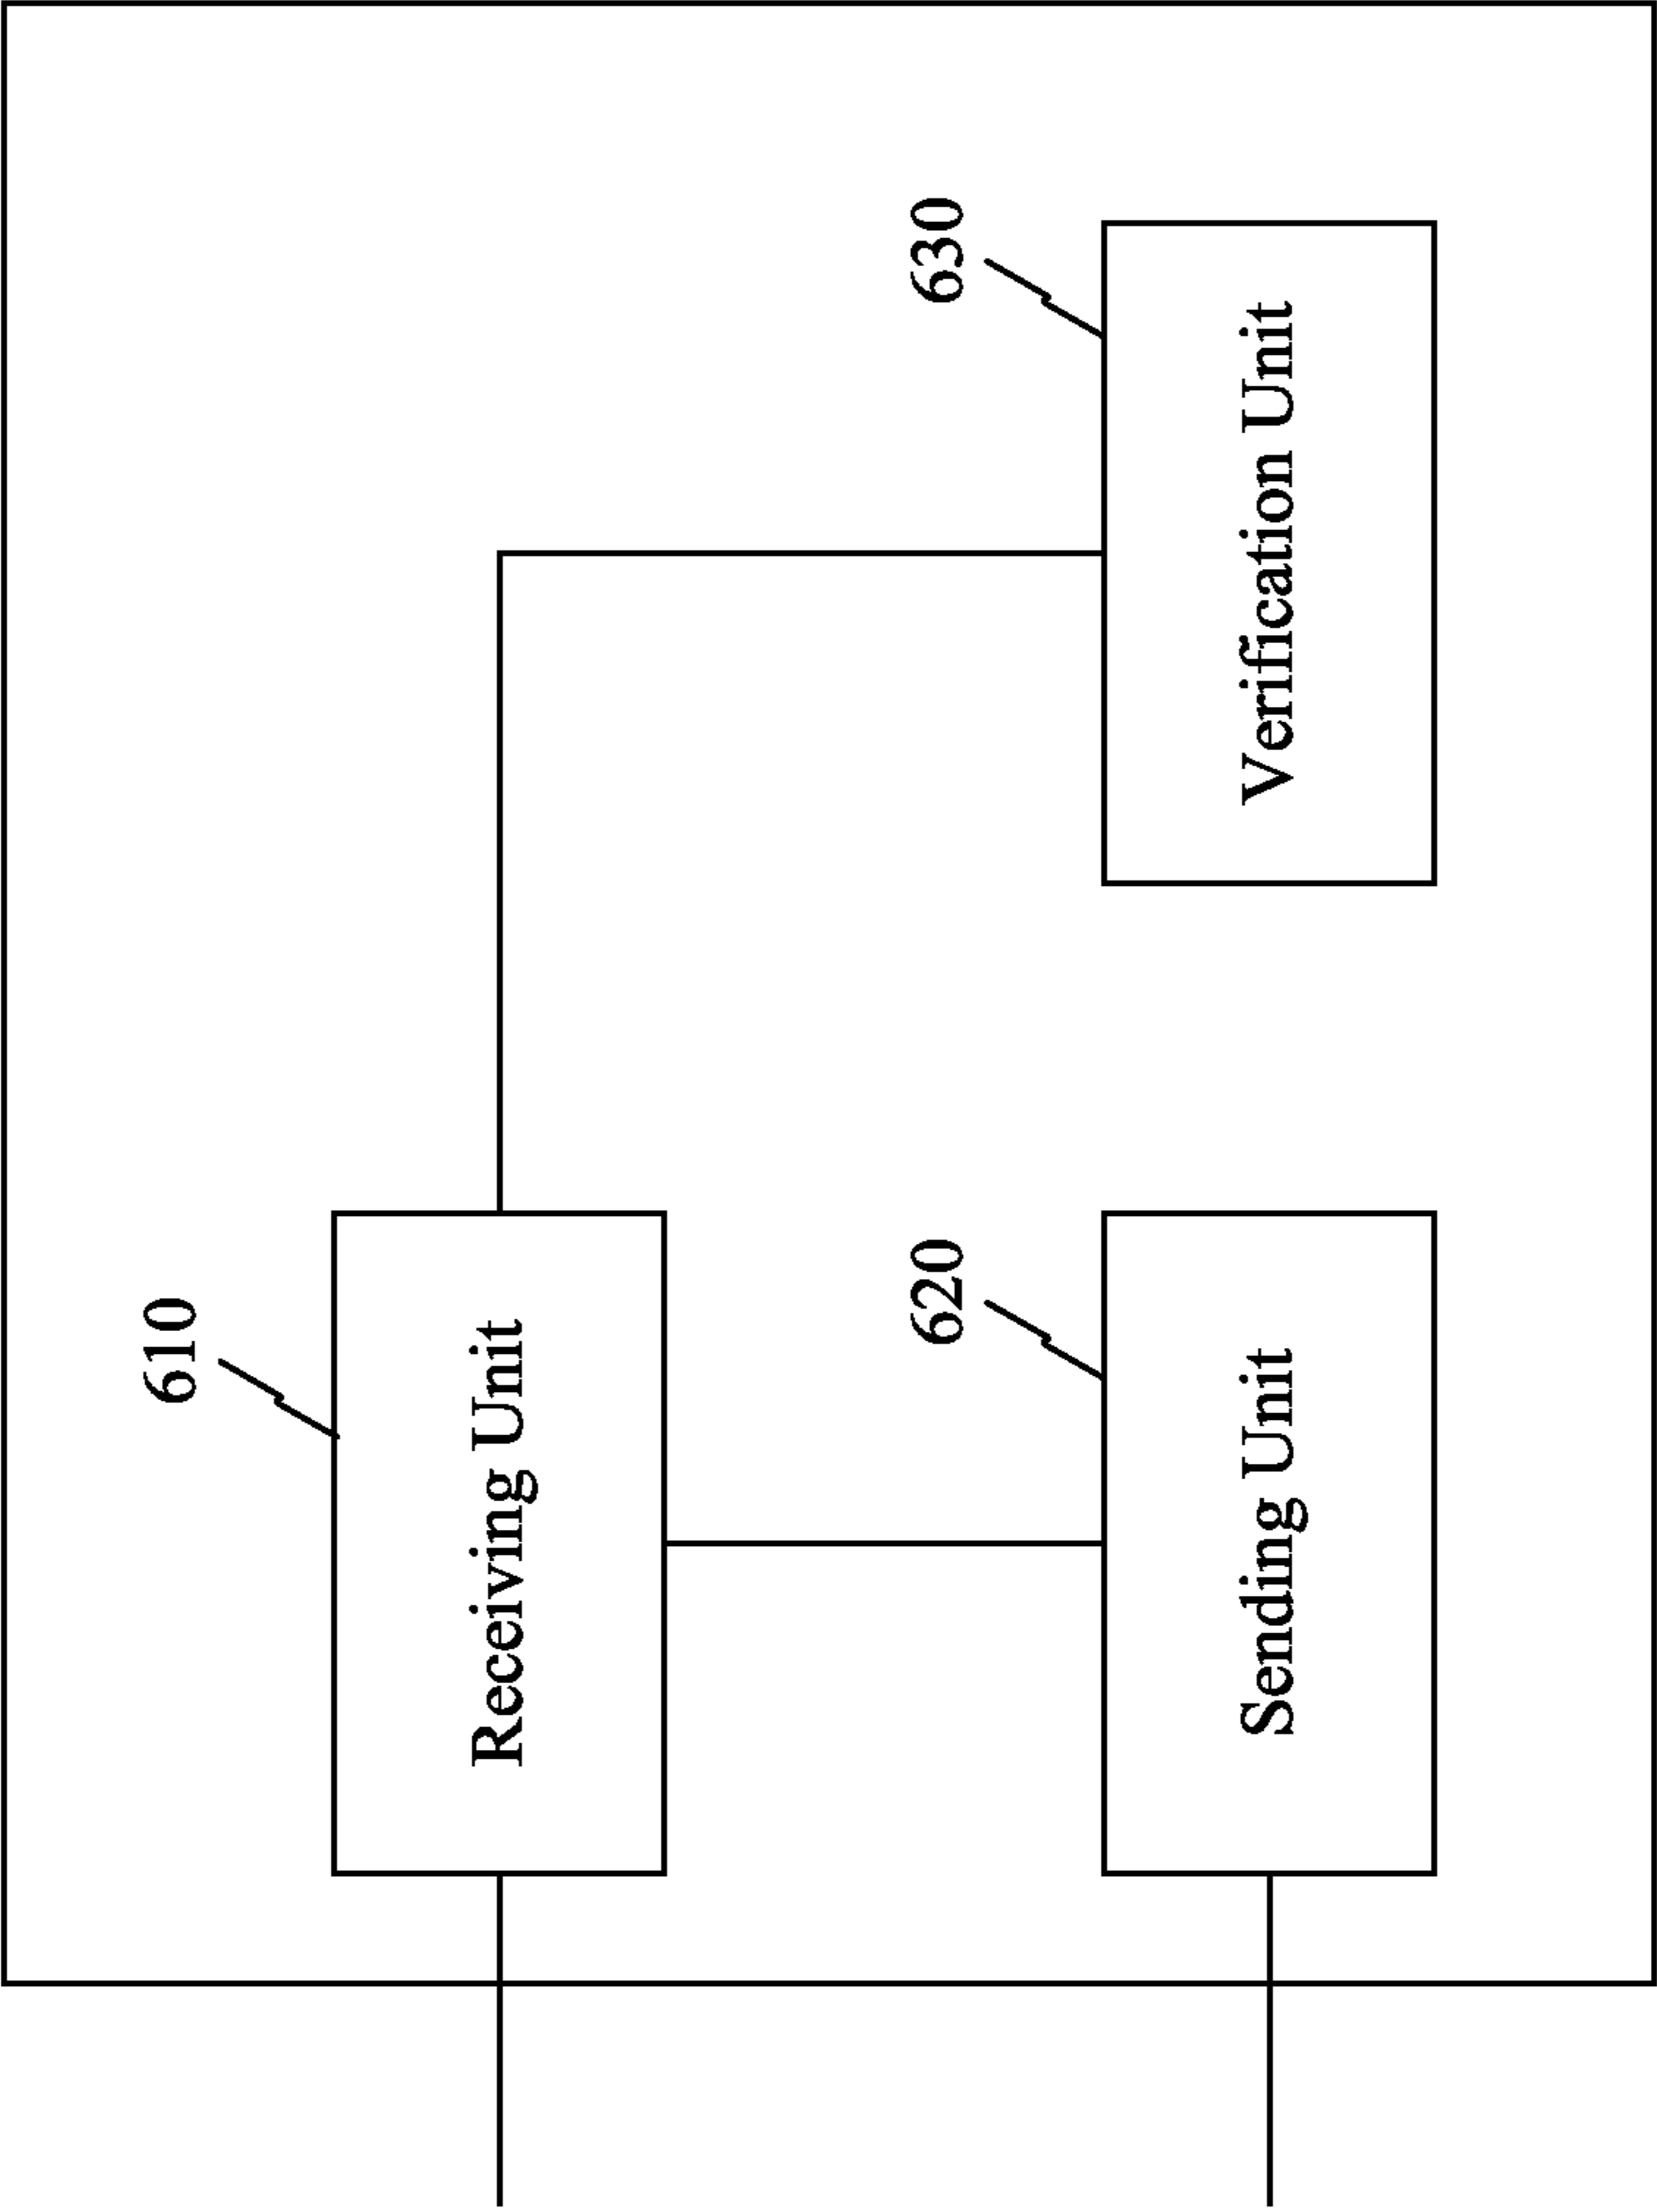 610
Receiving Unit
620
Sending Unit
630
Verification Unit